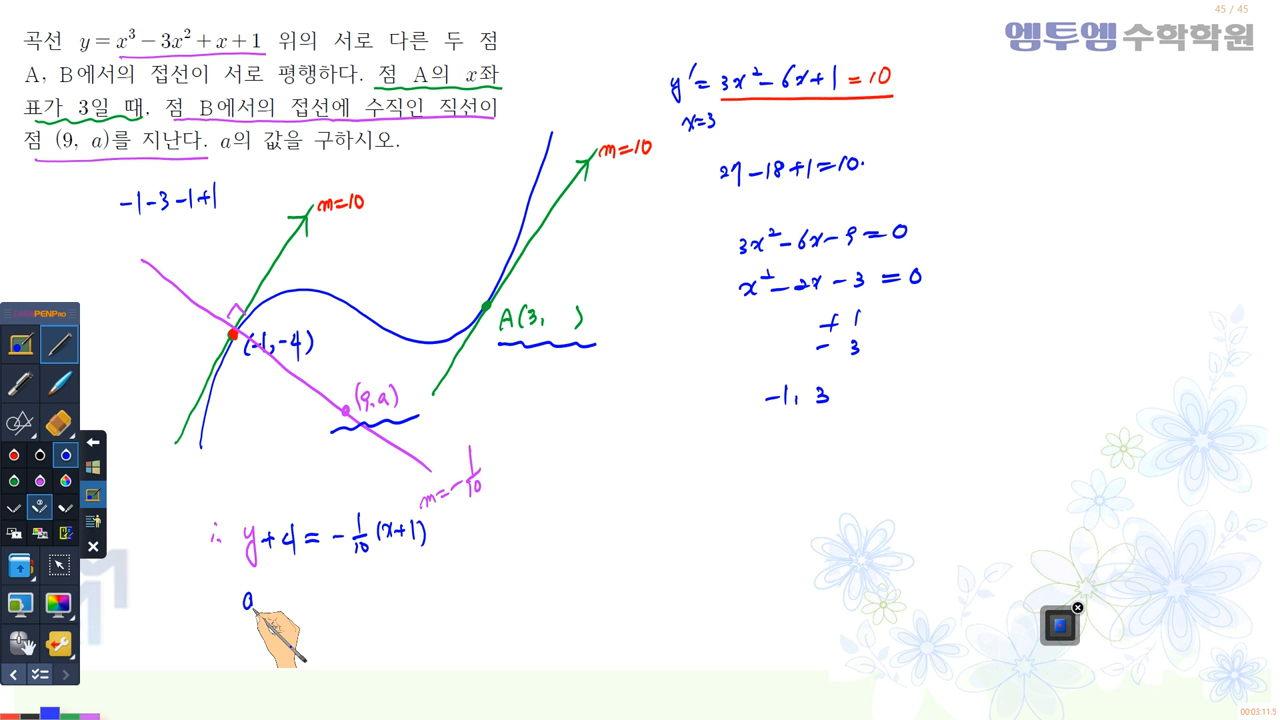 45 / 45
엠투엠수학학원
곡선 y=x³−3x²+x+1 위의 서로 다른 두 점
A, B에서의 접선이 서로 평행하다. 점 A의 x좌
표가 3일 때, 점 B에서의 접선에 수직인 직선이
점 (9, a)를 지난다. a의 값을 구하시오.
y′= 3x²−6x+1 = 10
x=3
27−18+1=10.
3x²−6x−9=0
x²−2x−3=0
+ 1
− 3
−1, 3
−1−3−1+1
m=10
m=10
A(3, )
(−1,−4)
(9,a)
m=−1/10
∴ y+4=−1/10(x+1)
PENPRO
00:03:11.5